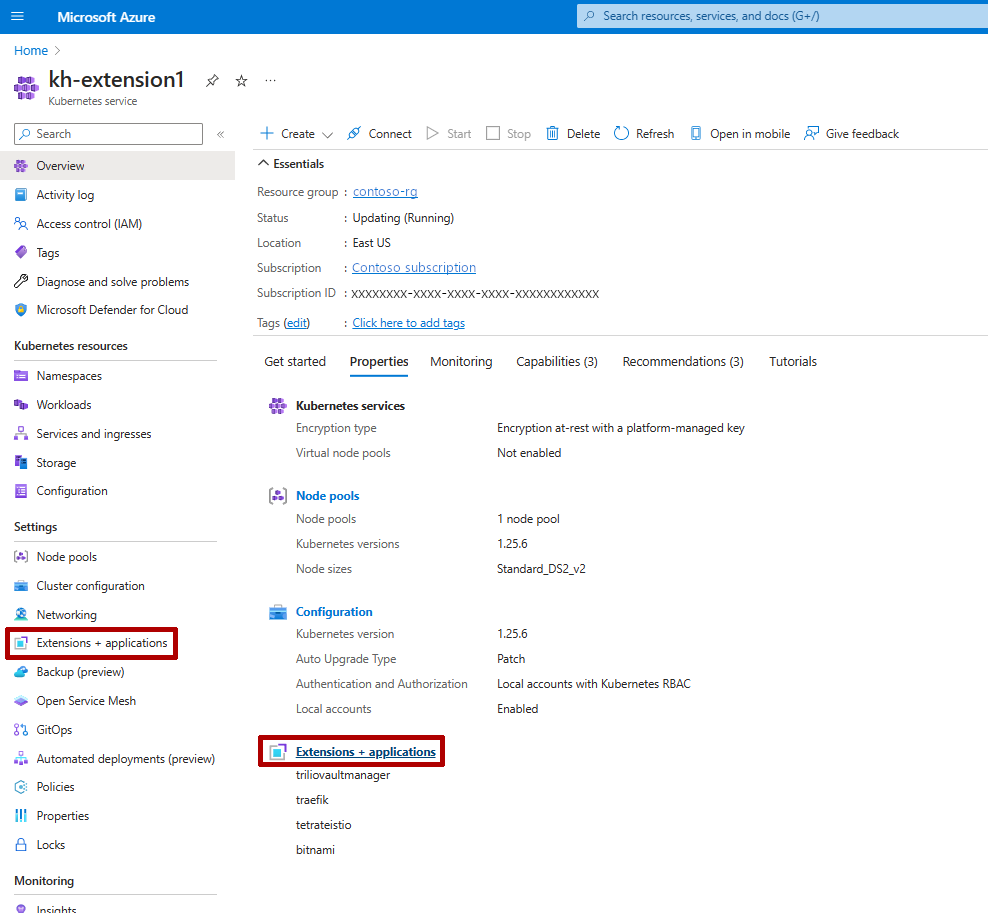 Microsoft Azure
Search resources, services, and docs (G+/)
Home
kh-extension1
Kubernetes service
Search
Overview
Activity log
Access control (IAM)
Tags
Diagnose and solve problems
Microsoft Defender for Cloud
Kubernetes resources
Namespaces
Workloads
Services and ingresses
Storage
Configuration
Settings
Node pools
Cluster configuration
Networking
Extensions + applications
Backup (preview)
Open Service Mesh
GitOps
Automated deployments (preview)
Policies
Properties
Locks
Monitoring
Insights
Create Connect Start Stop Delete Refresh Open in mobile Give feedback
Essentials
Resource group : contoso-rg
Status : Updating (Running)
Location : East US
Subscription : Contoso subscription
Subscription ID : XXXXXXXX-XXXX-XXXX-XXXX-XXXXXXXXXXXX
Tags (edit) : Click here to add tags
Get started Properties Monitoring Capabilities (3) Recommendations (3) Tutorials
Kubernetes services
Encryption type Encryption at-rest with a platform-managed key
Virtual node pools Not enabled
Node pools
Node pools 1 node pool
Kubernetes versions 1.25.6
Node sizes Standard_DS2_v2
Configuration
Kubernetes version 1.25.6
Auto Upgrade Type Patch
Authentication and Authorization Local accounts with Kubernetes RBAC
Local accounts Enabled
Extensions + applications
triliovaultmanager
traefik
tetrateistio
bitnami